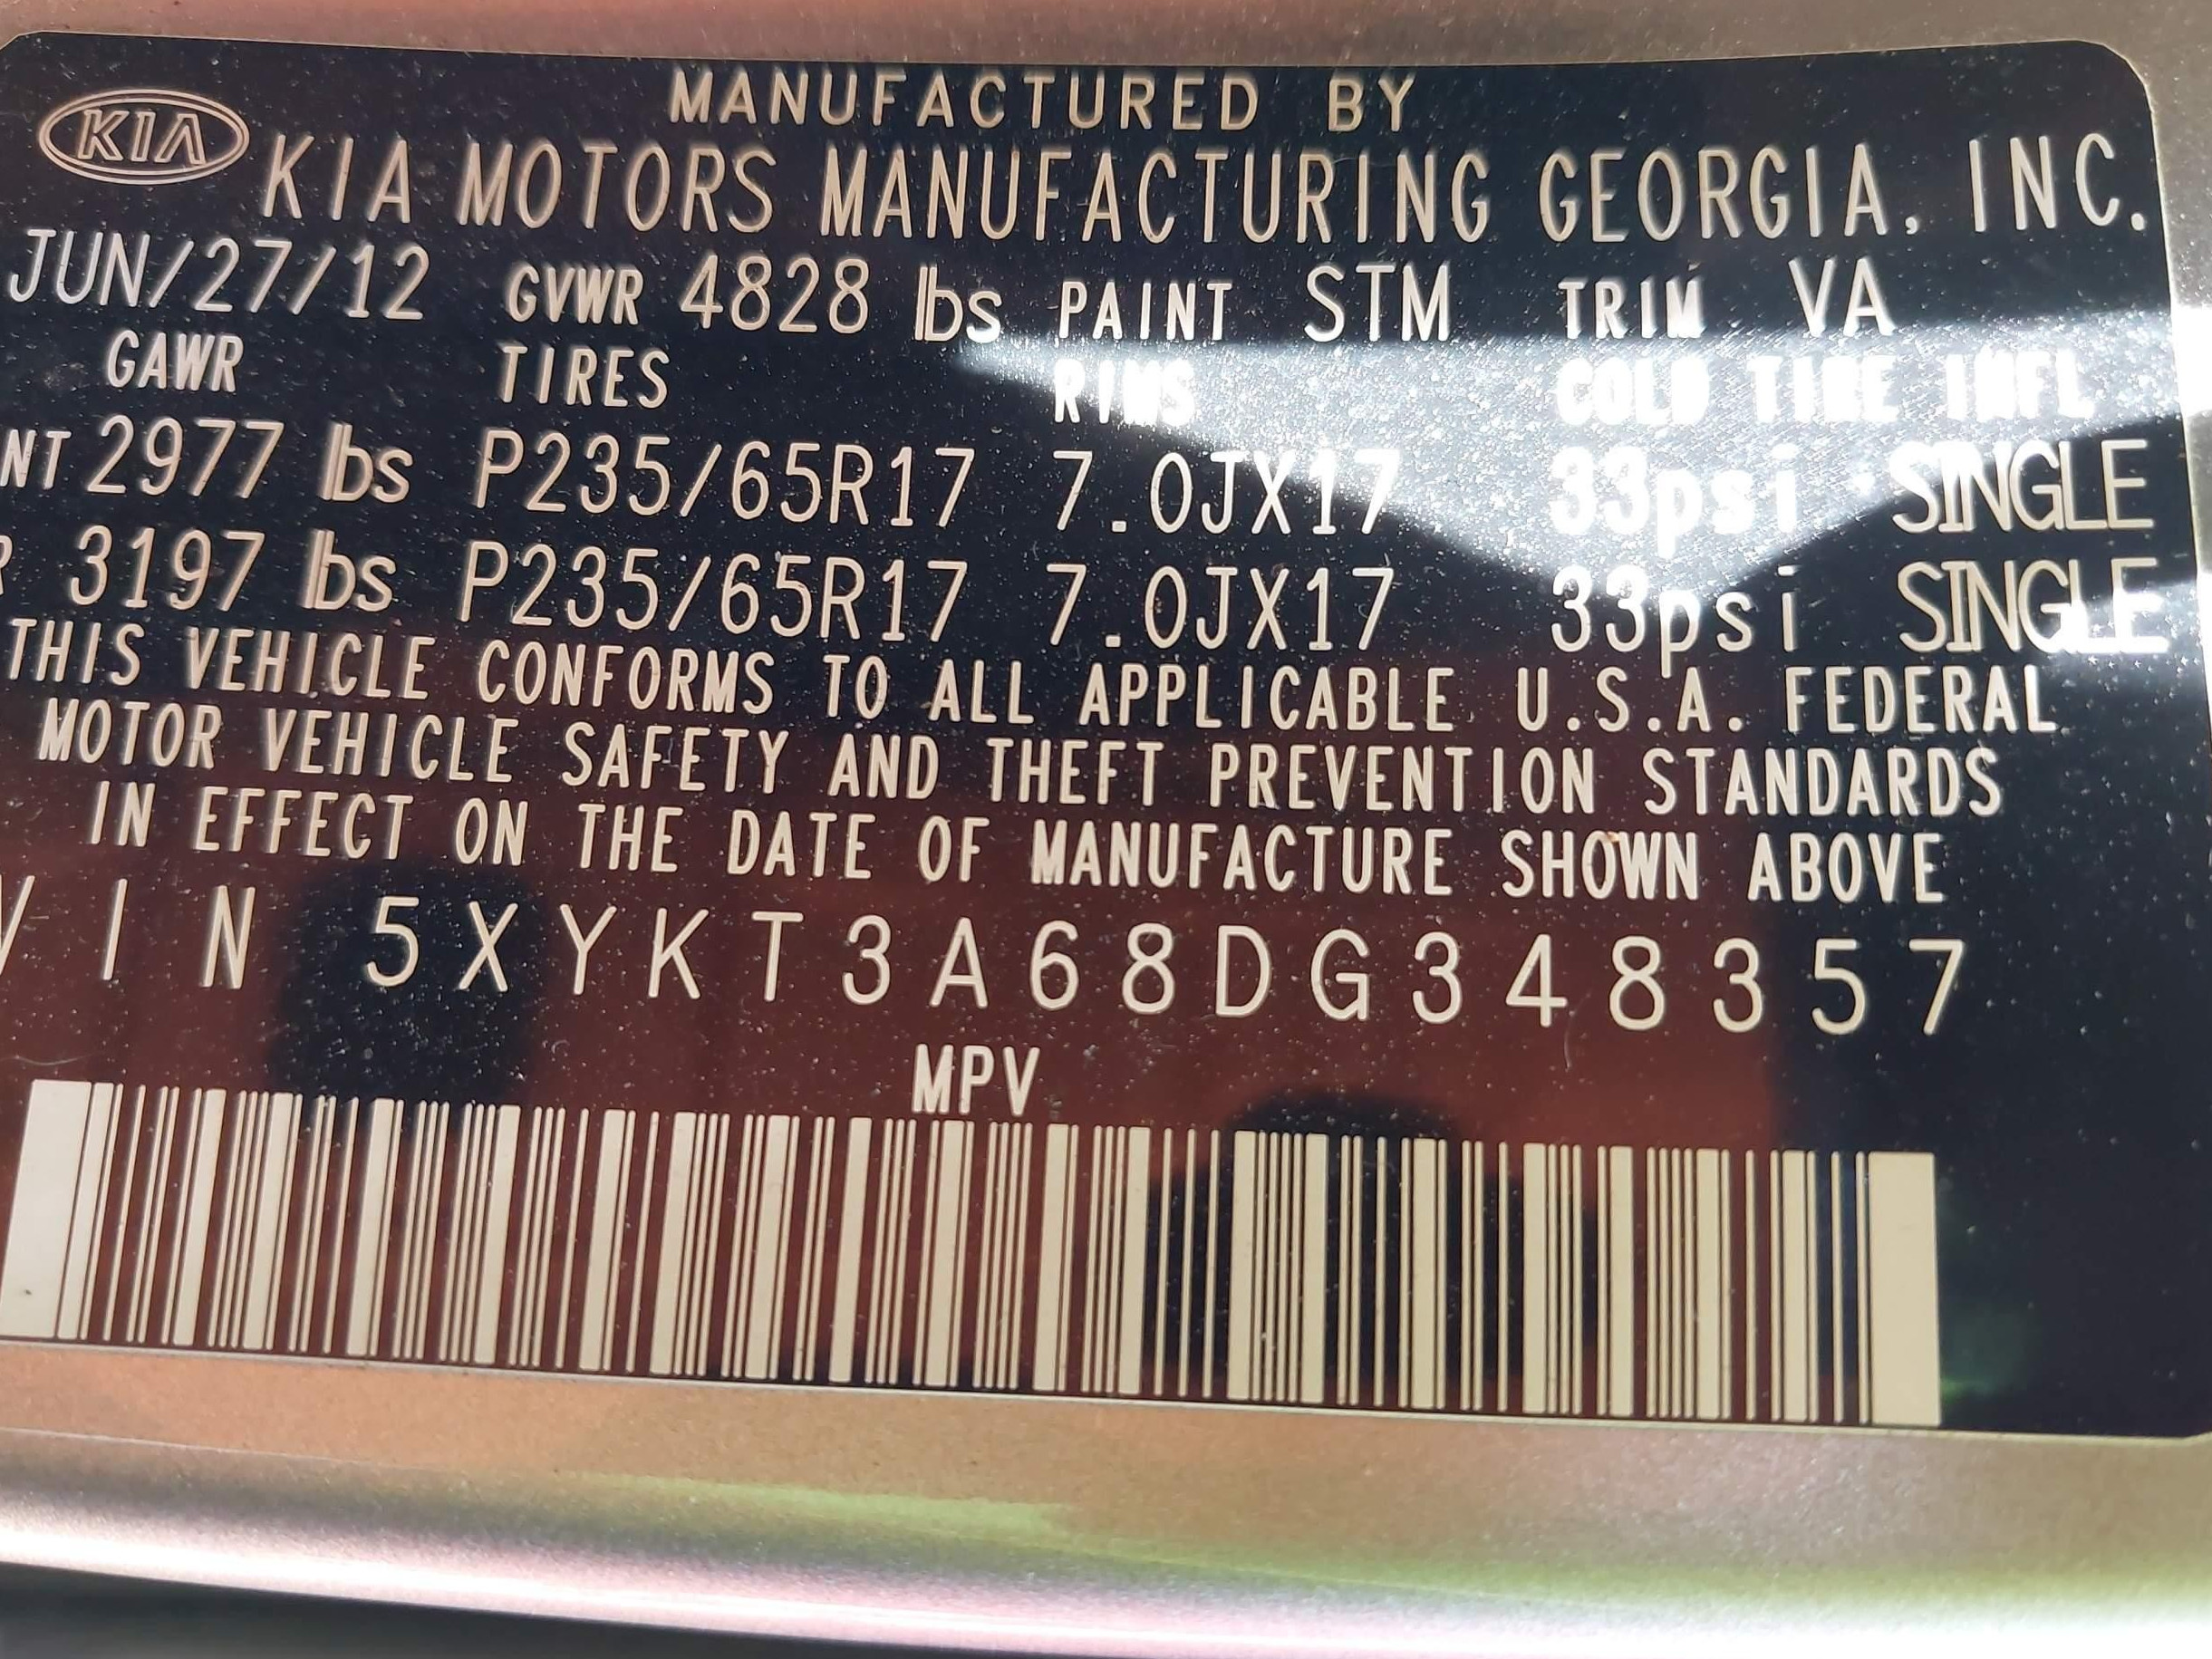 MANUFACTURED BY
KIA KIA MOTORS MANUFACTURING GEORGIA, INC.
JUN/27/12 GVWR 4828 lbs PAINT STM TRIM VA
GAWR TIRES RIMS COLD TIRE INFL
NT 2977 lbs P235/65R17 7.0JX17 33psi SINGLE
R 3197 lbs P235/65R17 7.0JX17 33psi SINGLE
THIS VEHICLE CONFORMS TO ALL APPLICABLE U.S.A. FEDERAL
MOTOR VEHICLE SAFETY AND THEFT PREVENTION STANDARDS
IN EFFECT ON THE DATE OF MANUFACTURE SHOWN ABOVE
VIN 5XYKT3A68DG348357
MPV